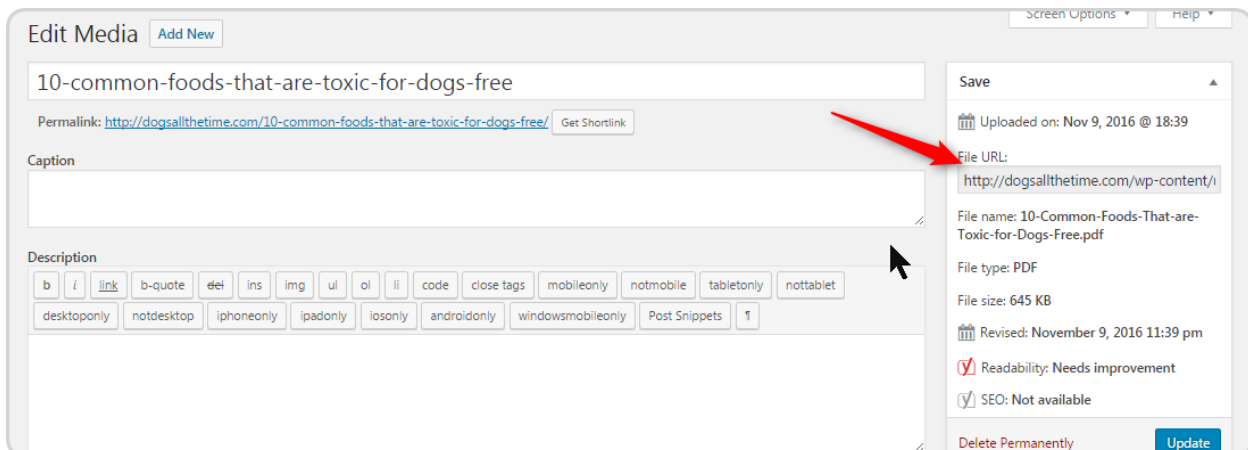 Screen Options
Help
Edit Media Add New
10-common-foods-that-are-toxic-for-dogs-free
Permalink: http://dogsallthetime.com/10-common-foods-that-are-toxic-for-dogs-free/ Get Shortlink
Caption
Description
b i link b-quote del ins img ul ol li code close tags mobileonly notmobile tabletonly nottablet
desktoponly notdesktop iphoneonly ipadonly iosonly androidonly windowsmobileonly Post Snippets ¶
Save
Uploaded on: Nov 9, 2016 @ 18:39
File URL:
http://dogsallthetime.com/wp-content/
File name: 10-Common-Foods-That-are-
Toxic-for-Dogs-Free.pdf
File type: PDF
File size: 645 KB
Revised: November 9, 2016 11:39 pm
Readability: Needs improvement
SEO: Not available
Delete Permanently Update